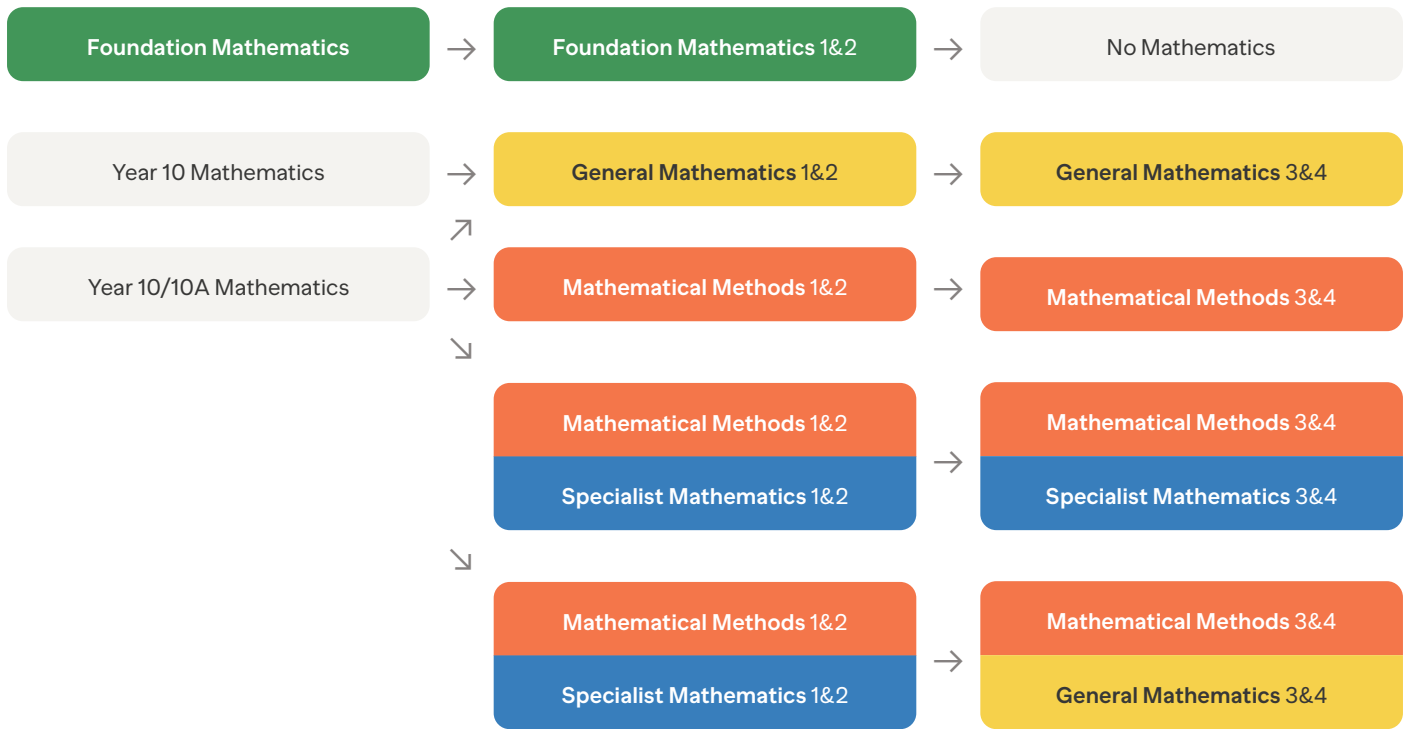 Foundation Mathematics
Foundation Mathematics 1&2
No Mathematics
Year 10 Mathematics
General Mathematics 1&2
General Mathematics 3&4
Year 10/10A Mathematics
Mathematical Methods 1&2
Mathematical Methods 3&4
Mathematical Methods 1&2
Specialist Mathematics 1&2
Mathematical Methods 3&4
Specialist Mathematics 3&4
Mathematical Methods 1&2
Specialist Mathematics 1&2
Mathematical Methods 3&4
General Mathematics 3&4